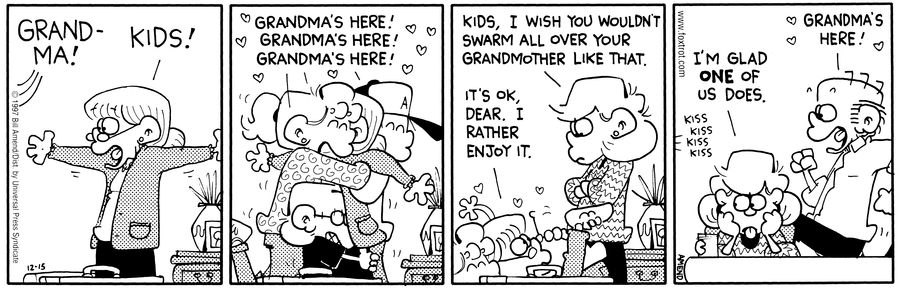 GRAND-
MA!
KIDS!
© 1997 Bill Amend/Dist. by Universal Press Syndicate
12-15
GRANDMA'S HERE!
GRANDMA'S HERE!
GRANDMA'S HERE!
A
KIDS, I WISH YOU WOULDN'T
SWARM ALL OVER YOUR
GRANDMOTHER LIKE THAT.
IT'S OK,
DEAR. I
RATHER
ENJOY IT.
www.foxtrot.com
GRANDMA'S
HERE!
I'M GLAD
ONE OF
US DOES.
KISS
KISS
KISS
KISS
AMEND